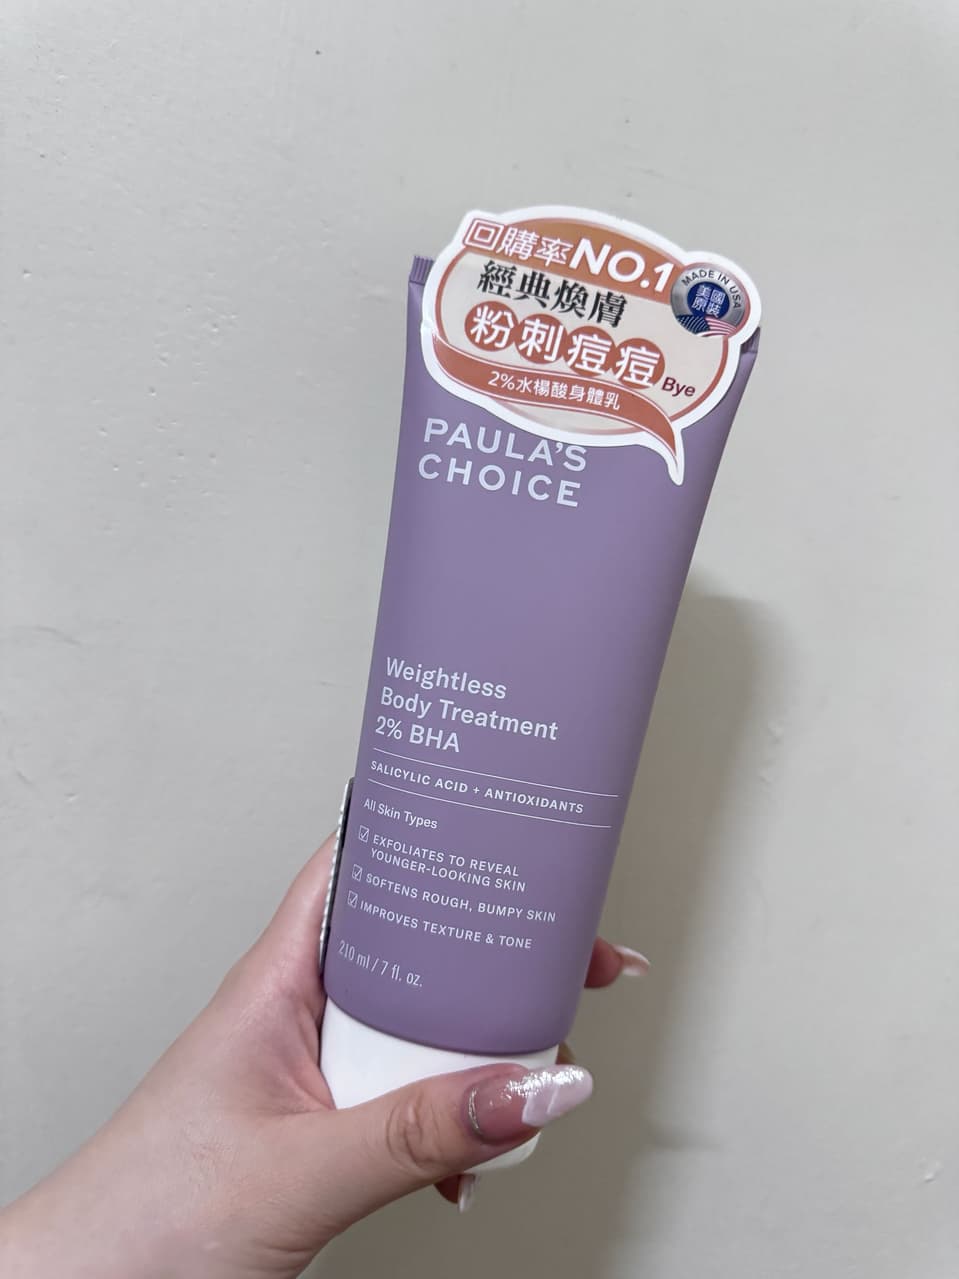 回購率NO.1
MADE IN USA
美國
原裝
經典煥膚
粉刺痘痘Bye
2%水楊酸身體乳
PAULA'S
CHOICE
Weightless
Body Treatment
2% BHA
SALICYLIC ACID + ANTIOXIDANTS
All Skin Types
☑ EXFOLIATES TO REVEAL
YOUNGER-LOOKING SKIN
☑ SOFTENS ROUGH, BUMPY SKIN
☑ IMPROVES TEXTURE & TONE
210 ml / 7 fl. oz.